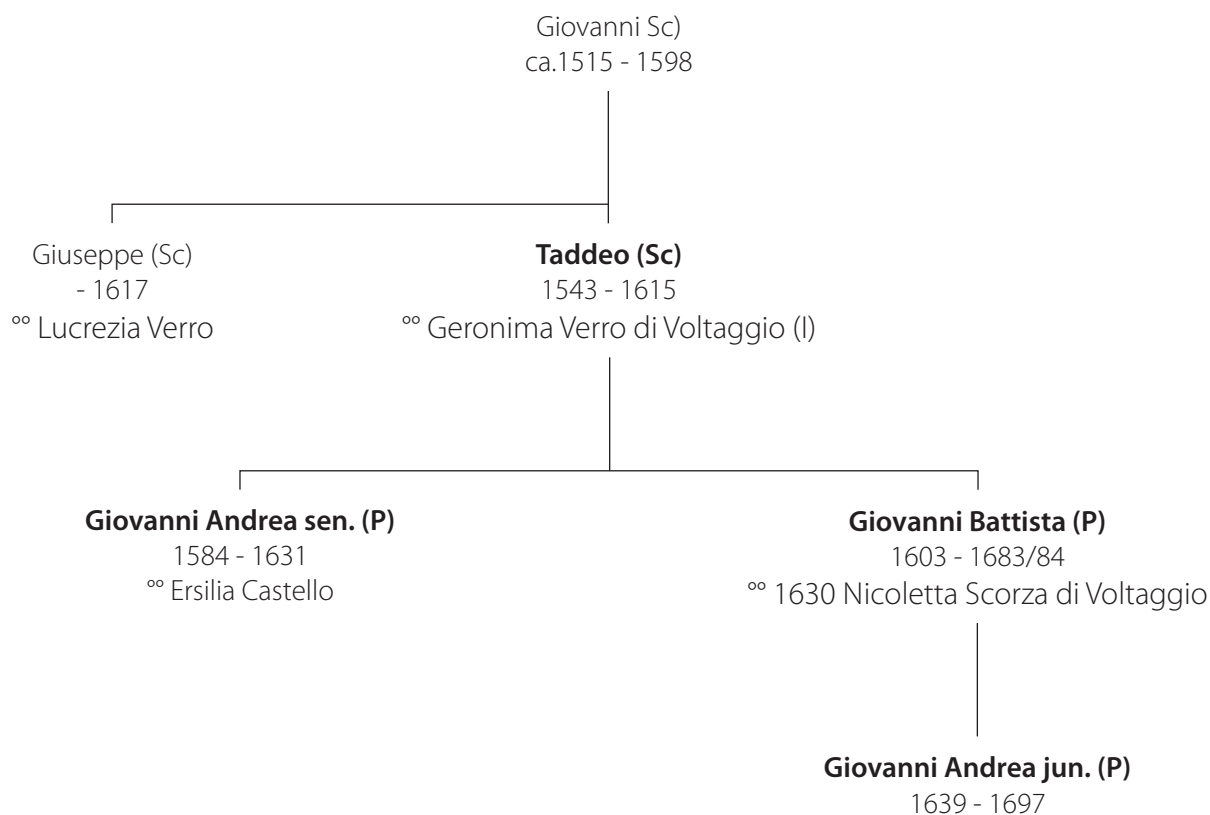 Giovanni Sc)
ca.1515 - 1598
Giuseppe (Sc)
- 1617
°° Lucrezia Verro
Taddeo (Sc)
1543 - 1615
°° Geronima Verro di Voltaggio (I)
Giovanni Andrea sen. (P)
1584 - 1631
°° Ersilia Castello
Giovanni Battista (P)
1603 - 1683/84
°° 1630 Nicoletta Scorza di Voltaggio
Giovanni Andrea jun. (P)
1639 - 1697